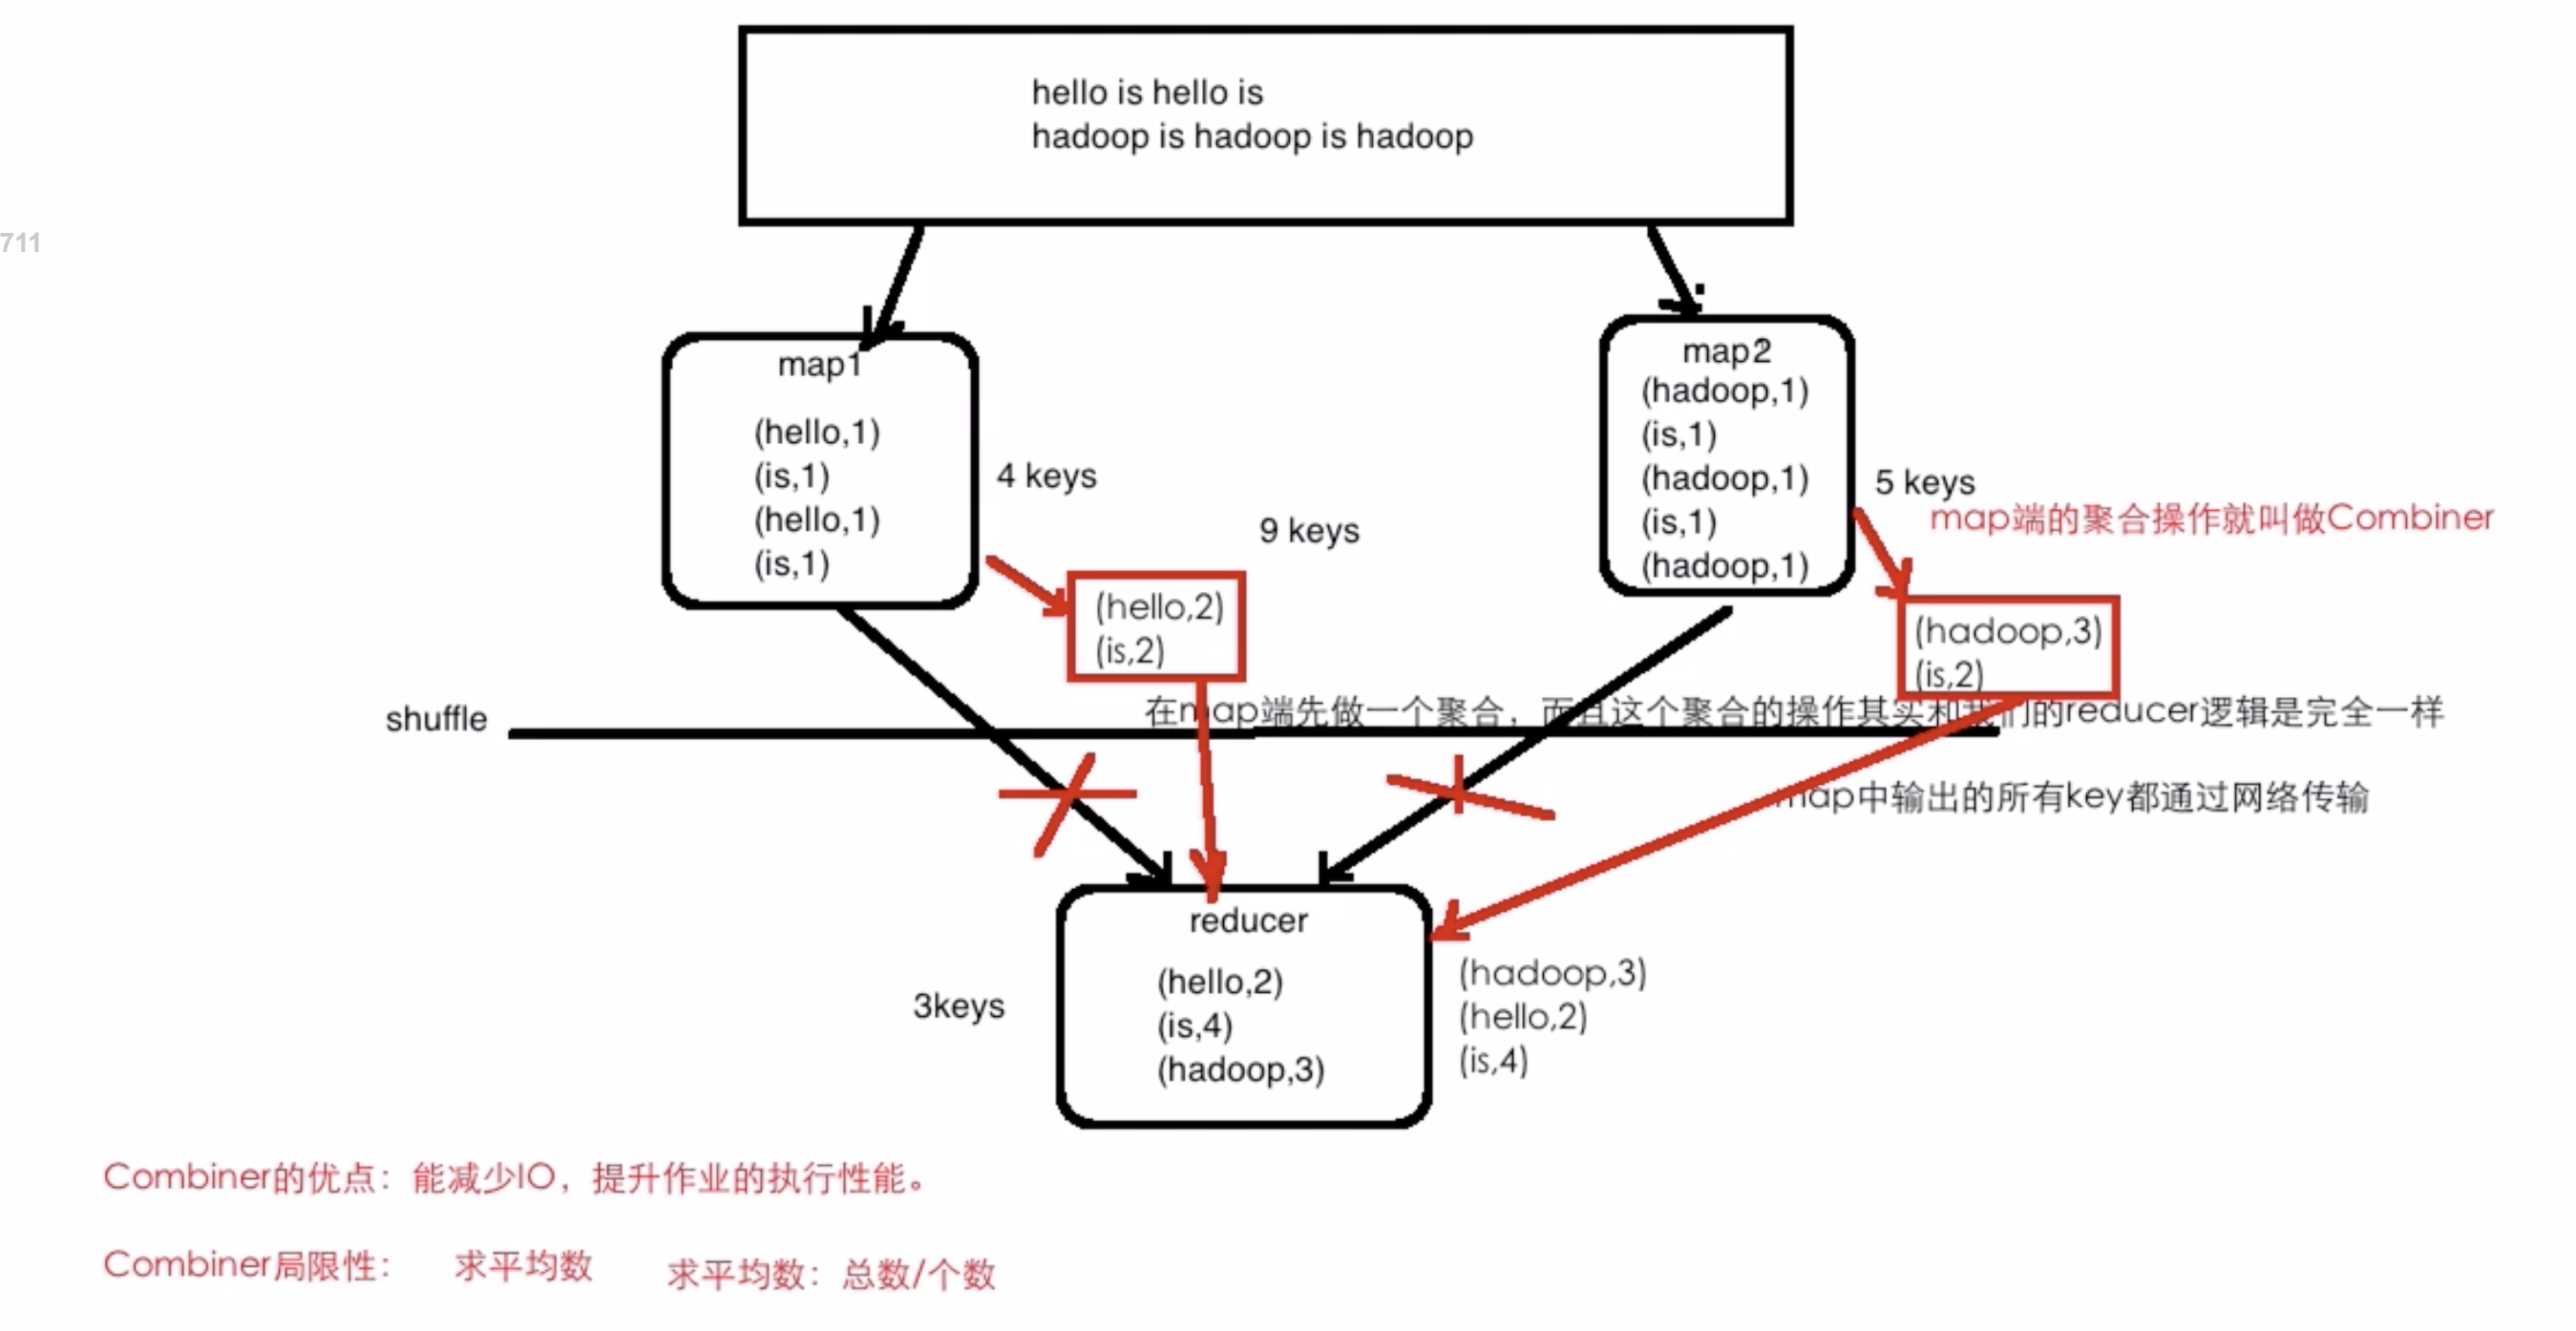 hello is hello is
hadoop is hadoop is hadoop
711
map1
(hello,1)
(is,1)
(hello,1)
(is,1)
4 keys
9 keys
map2
(hadoop,1)
(is,1)
(hadoop,1)
(is,1)
(hadoop,1)
5 keys
map端的聚合操作就叫做Combiner
(hello,2)
(is,2)
(hadoop,3)
(is,2)
在map端先做一个聚合，而且这个聚合的操作其实和我们的reducer逻辑是完全一样
shuffle
map中输出的所有key都通过网络传输
reducer
(hello,2)
(is,4)
(hadoop,3)
3keys
(hadoop,3)
(hello,2)
(is,4)
Combiner的优点：能减少IO，提升作业的执行性能。
Combiner局限性： 求平均数 求平均数：总数/个数